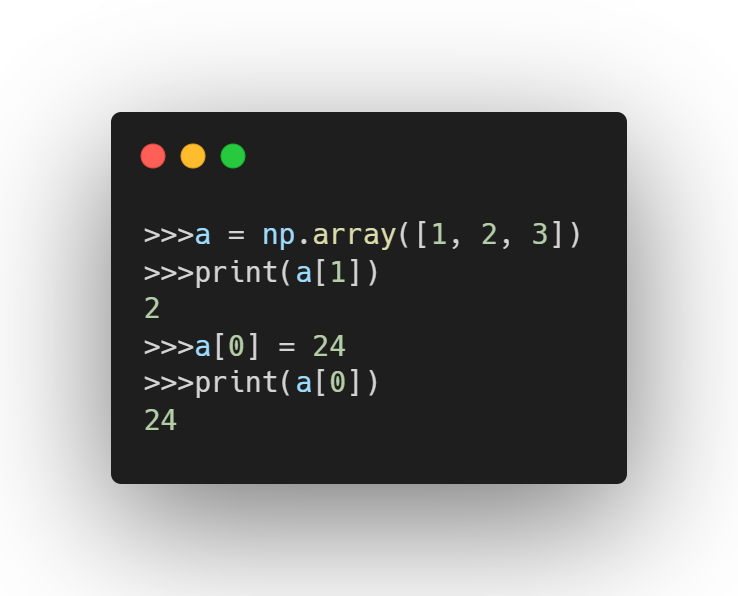 >>>a = np.array([1, 2, 3])
>>>print(a[1])
2
>>>a[0] = 24
>>>print(a[0])
24